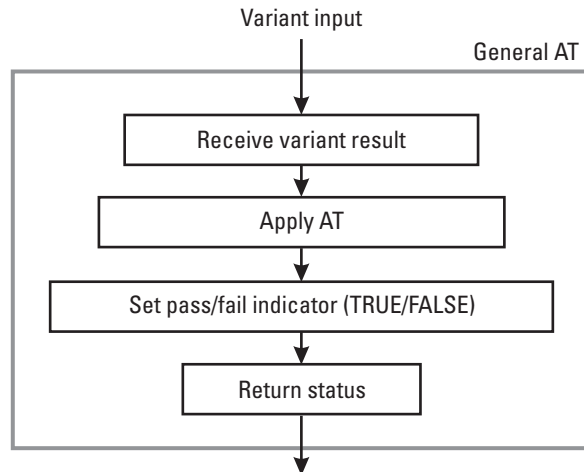 Variant input
General AT
Receive variant result
Apply AT
Set pass/fail indicator (TRUE/FALSE)
Return status